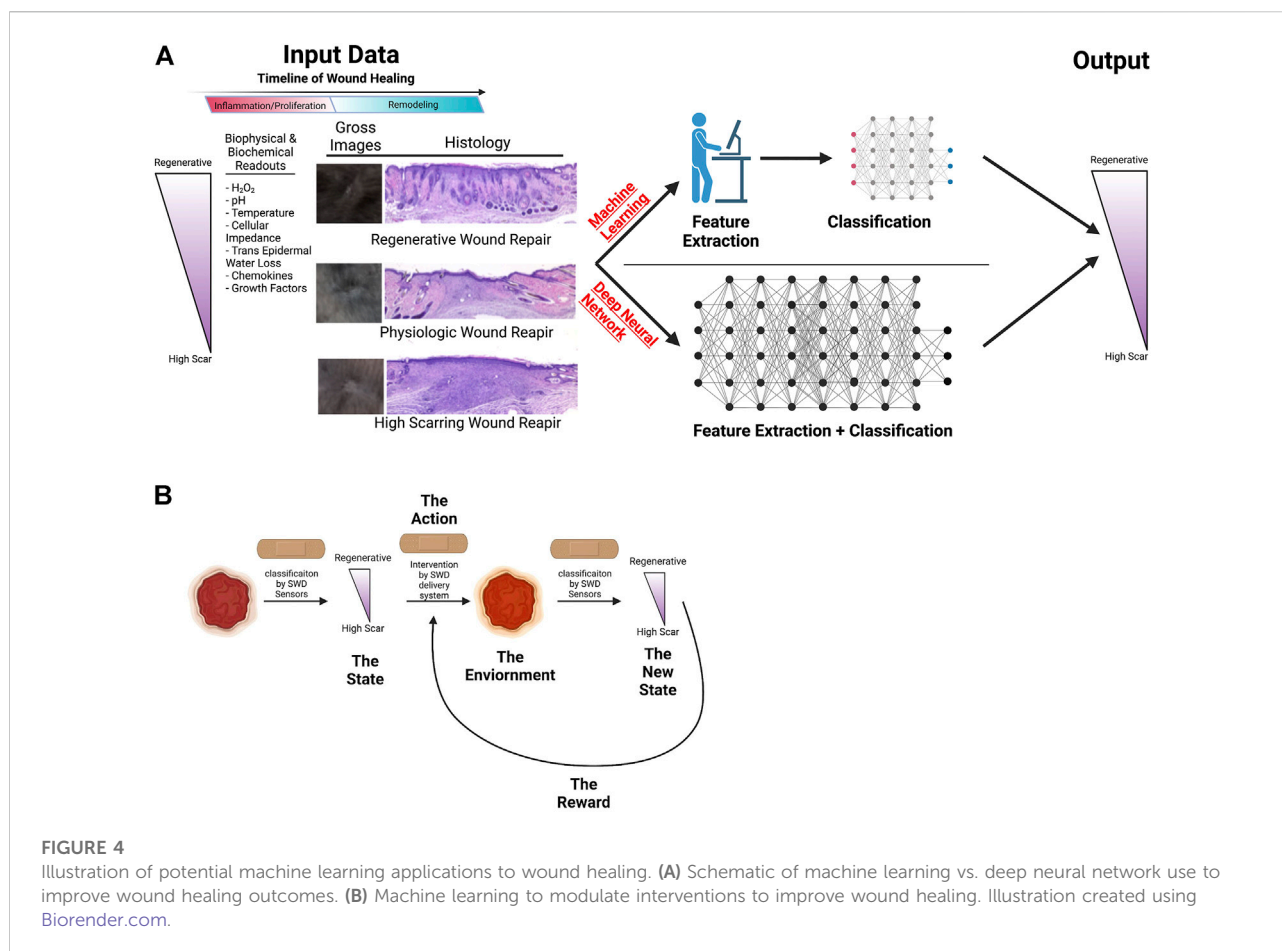 A
Input Data
Timeline of Wound Healing
Inflammation/Proliferation
Remodeling
Regenerative
High Scar
Biophysical &
Biochemical
Readouts
- H₂O₂
- pH
- Temperature
- Cellular
Impedance
- Trans Epidermal
Water Loss
- Chemokines
- Growth Factors
Gross
Images
Histology
Regenerative Wound Repair
Physiologic Wound Reapir
High Scarring Wound Reapir
Machine
Learning
Deep Neural
Network
Feature
Extraction
Classification
Feature Extraction + Classification
Output
Regenerative
High Scar
B
classificaiton
by SWD
Sensors
Regenerative
High Scar
The
State
The
Action
Intervention
by SWD
delivery
system
The
Enviornment
classificaiton
by SWD
Sensors
Regenerative
High Scar
The
New
State
The
Reward
FIGURE 4
Illustration of potential machine learning applications to wound healing. (A) Schematic of machine learning vs. deep neural network use to
improve wound healing outcomes. (B) Machine learning to modulate interventions to improve wound healing. Illustration created using
Biorender.com.